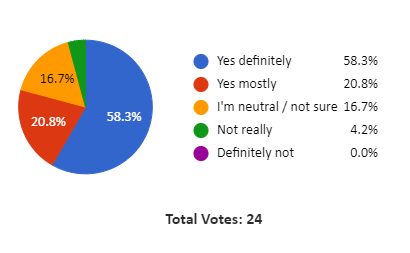 16.7%
20.8%
58.3%
Yes definitely 58.3%
Yes mostly 20.8%
I'm neutral / not sure 16.7%
Not really 4.2%
Definitely not 0.0%
Total Votes: 24